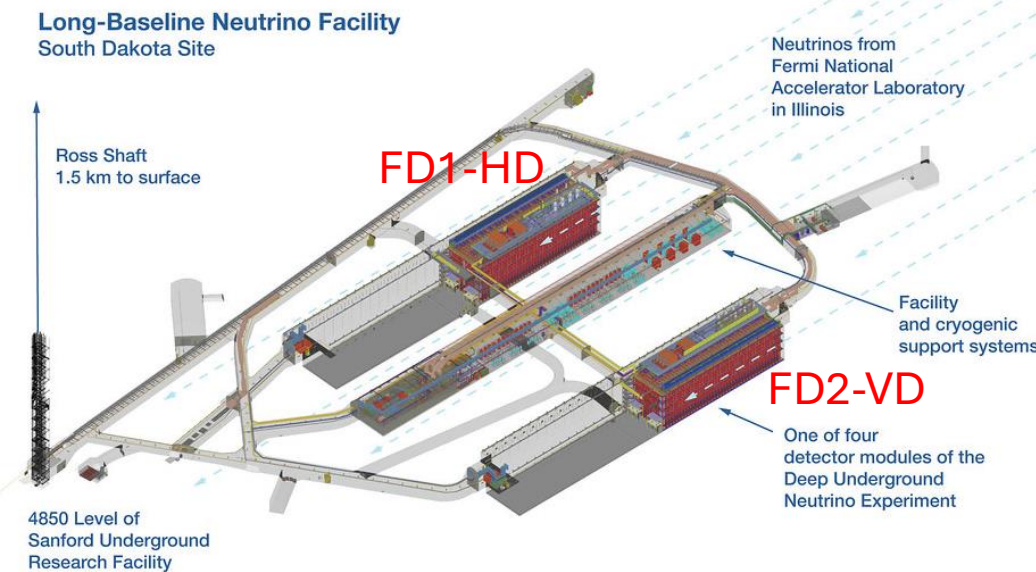 Long-Baseline Neutrino Facility
South Dakota Site
Neutrinos from
Fermi National
Accelerator Laboratory
in Illinois
Ross Shaft
1.5 km to surface
FD1-HD
Facility
and cryogenic
support systems
FD2-VD
One of four
detector modules of the
Deep Underground
Neutrino Experiment
4850 Level of
Sanford Underground
Research Facility